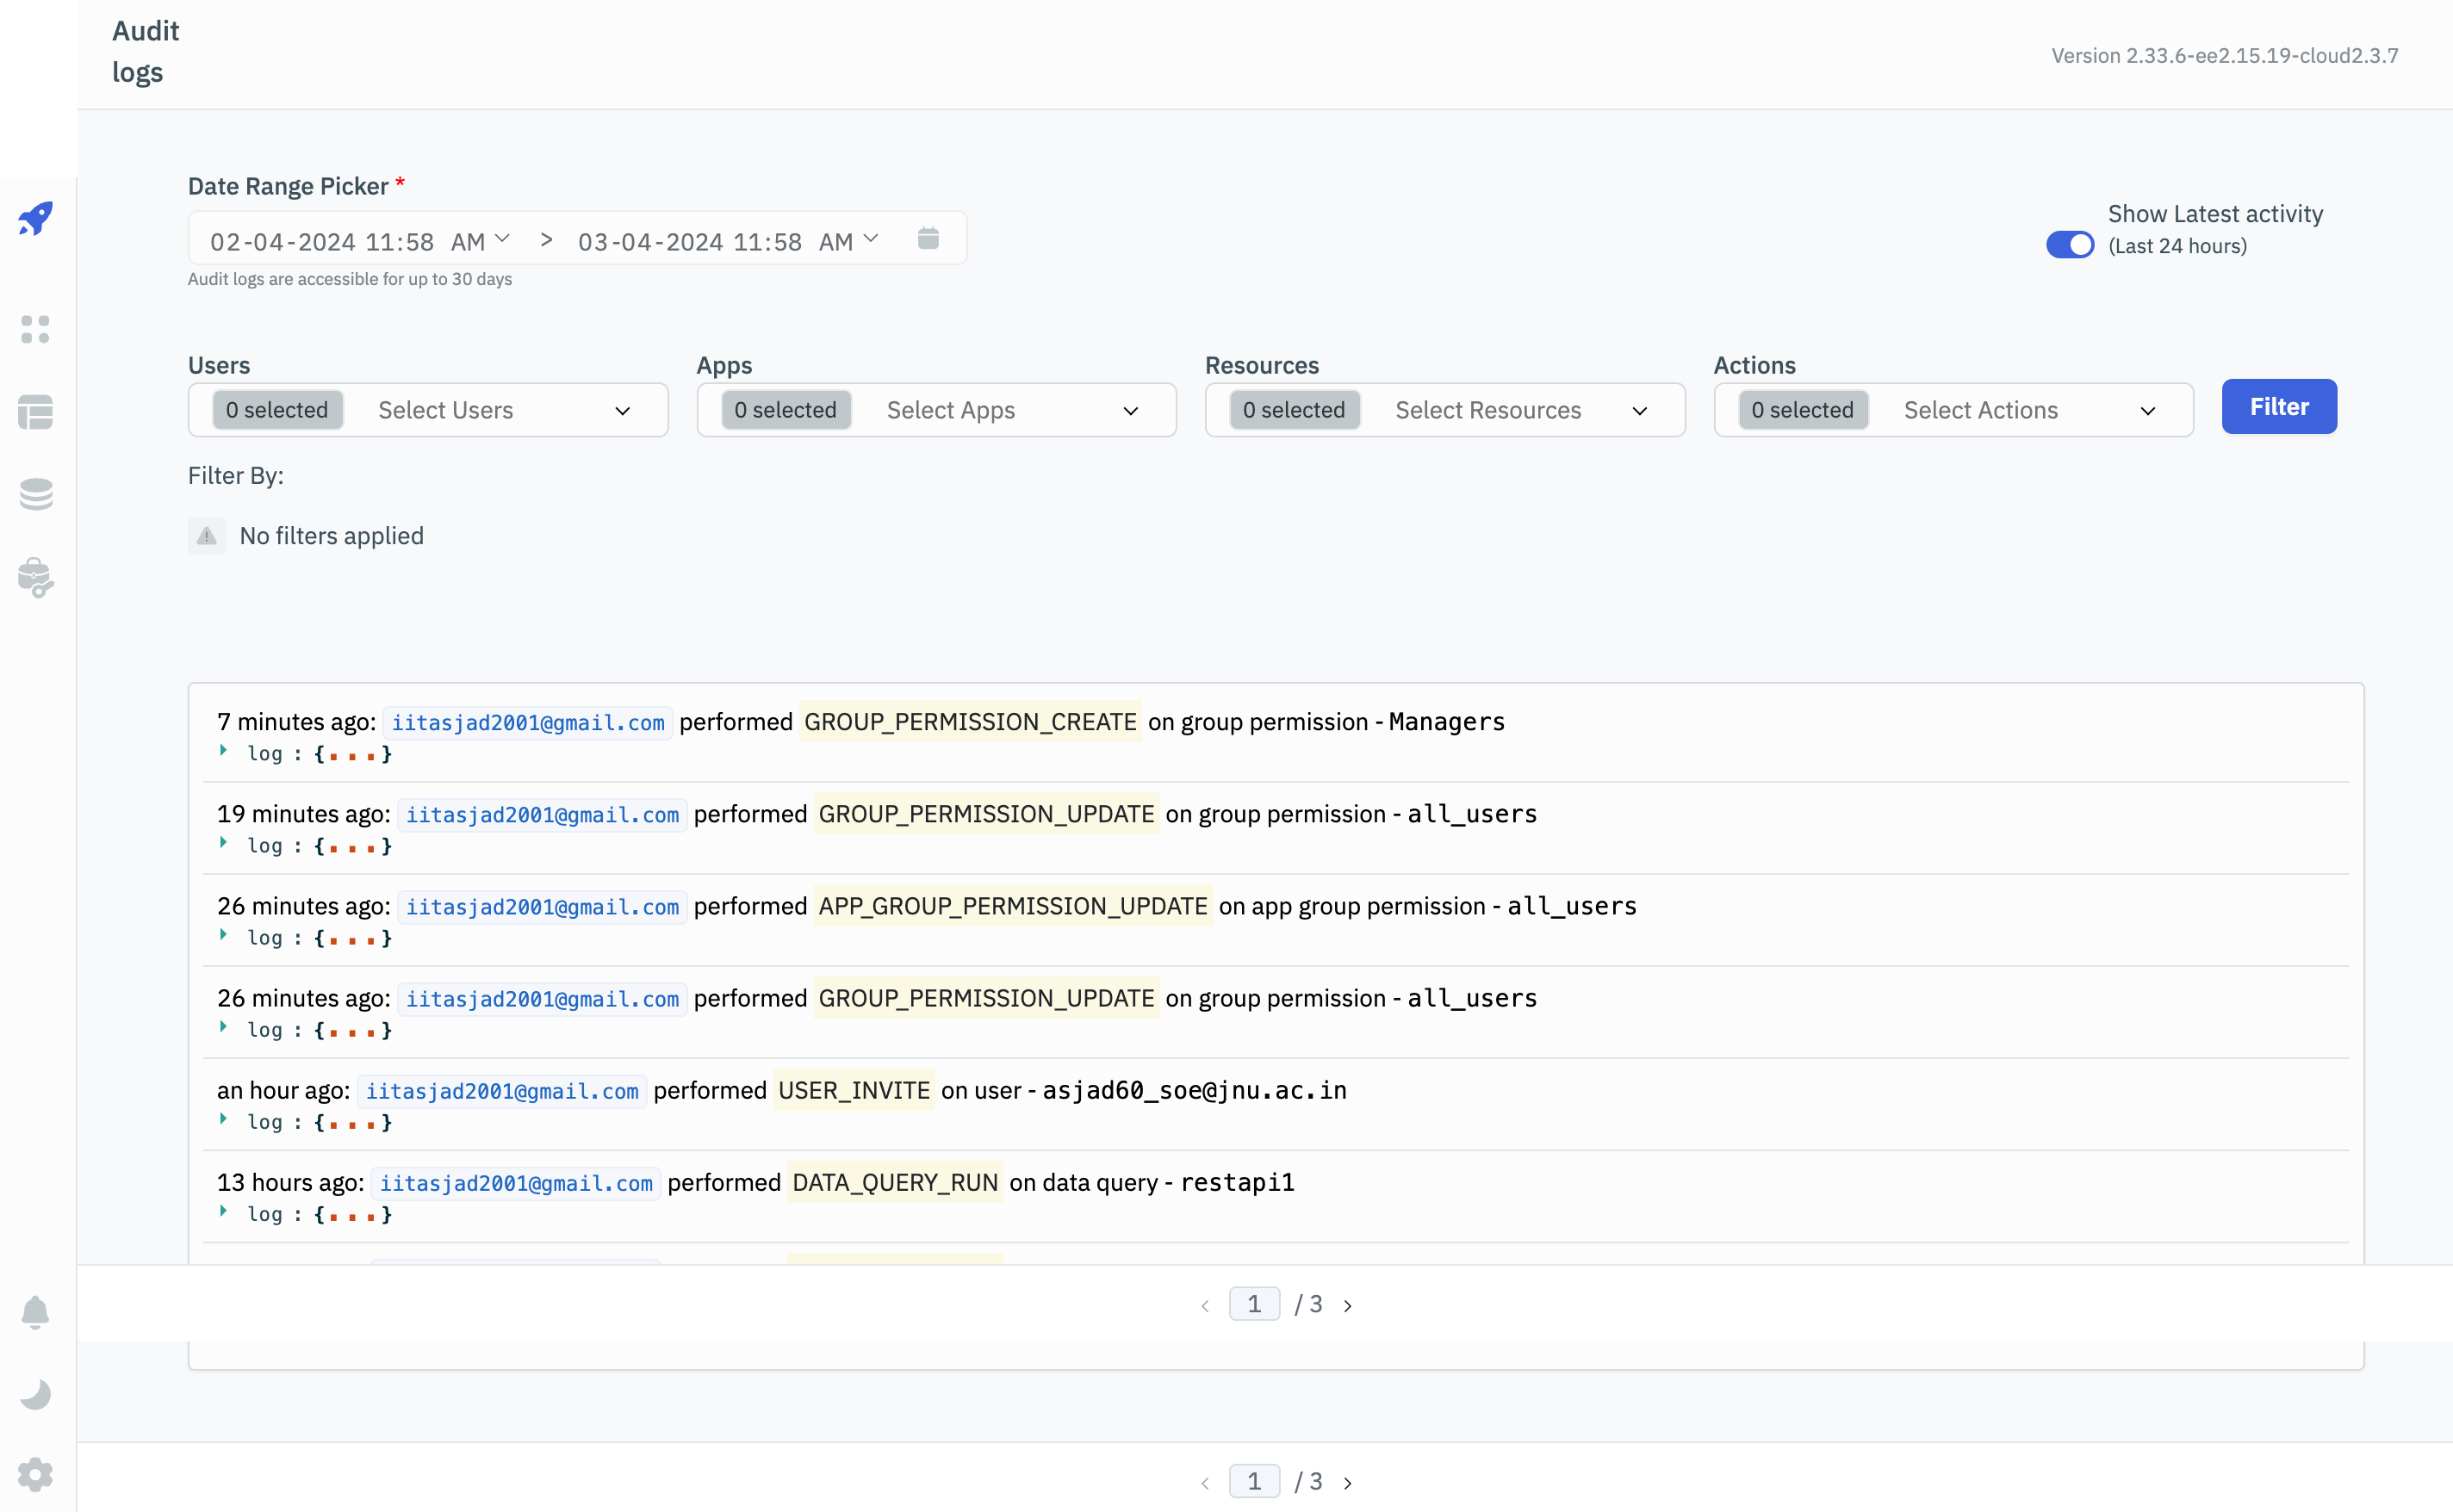 Audit
logs
Version 2.33.6-ee2.15.19-cloud2.3.7
Date Range Picker *
02-04-2024 11:58 AM > 03-04-2024 11:58 AM
Audit logs are accessible for up to 30 days
Show Latest activity
(Last 24 hours)
Users
Apps
Resources
Actions
0 selected Select Users
0 selected Select Apps
0 selected Select Resources
0 selected Select Actions
Filter
Filter By:
No filters applied
7 minutes ago: iitasjad2001@gmail.com performed GROUP_PERMISSION_CREATE on group permission - Managers
log : {...}
19 minutes ago: iitasjad2001@gmail.com performed GROUP_PERMISSION_UPDATE on group permission - all_users
log : {...}
26 minutes ago: iitasjad2001@gmail.com performed APP_GROUP_PERMISSION_UPDATE on app group permission - all_users
log : {...}
26 minutes ago: iitasjad2001@gmail.com performed GROUP_PERMISSION_UPDATE on group permission - all_users
log : {...}
an hour ago: iitasjad2001@gmail.com performed USER_INVITE on user - asjad60_soe@jnu.ac.in
log : {...}
13 hours ago: iitasjad2001@gmail.com performed DATA_QUERY_RUN on data query - restapi1
log : {...}
< 1 / 3 >
< 1 / 3 >